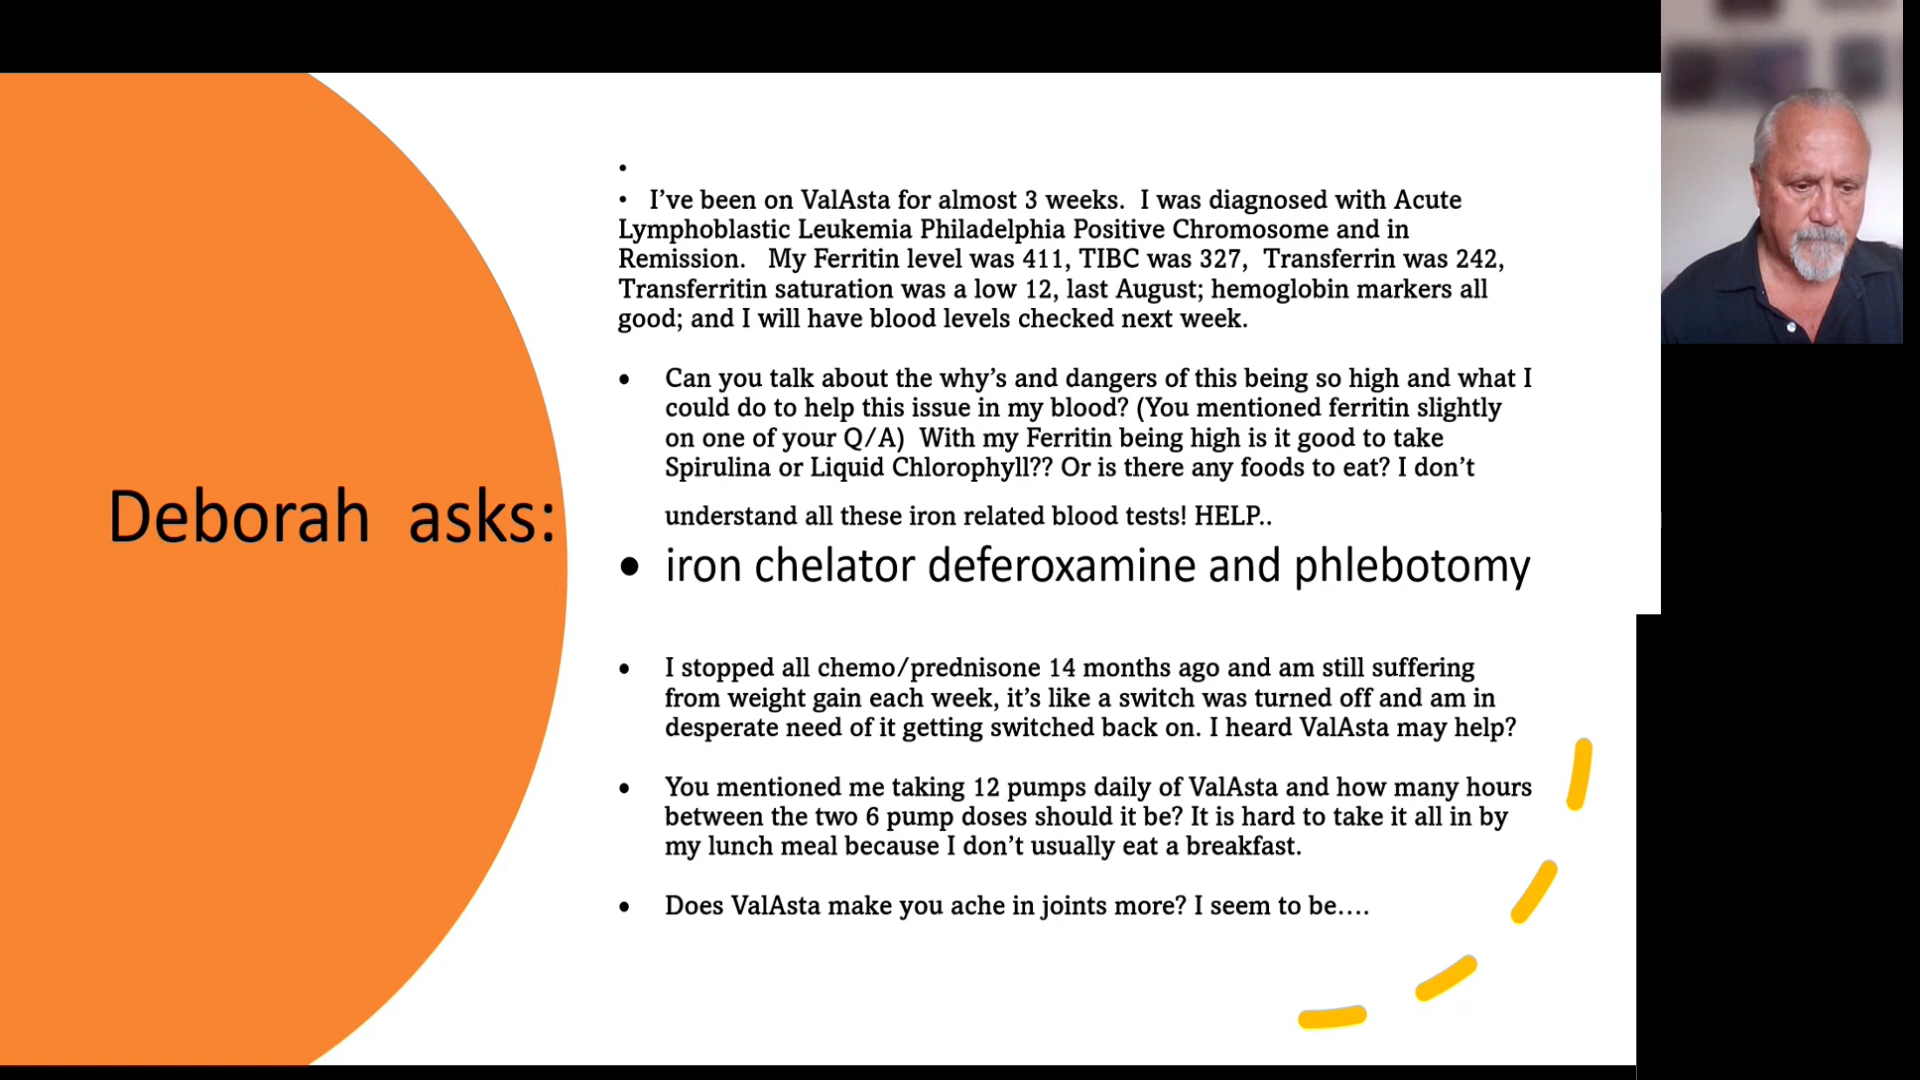 Deborah asks:
•
• I’ve been on ValAsta for almost 3 weeks. I was diagnosed with Acute
Lymphoblastic Leukemia Philadelphia Positive Chromosome and in
Remission. My Ferritin level was 411, TIBC was 327, Transferrin was 242,
Transferritin saturation was a low 12, last August; hemoglobin markers all
good; and I will have blood levels checked next week.
• Can you talk about the why’s and dangers of this being so high and what I
could do to help this issue in my blood? (You mentioned ferritin slightly
on one of your Q/A) With my Ferritin being high is it good to take
Spirulina or Liquid Chlorophyll?? Or is there any foods to eat? I don’t
understand all these iron related blood tests! HELP..
• iron chelator deferoxamine and phlebotomy
• I stopped all chemo/prednisone 14 months ago and am still suffering
from weight gain each week, it’s like a switch was turned off and am in
desperate need of it getting switched back on. I heard ValAsta may help?
• You mentioned me taking 12 pumps daily of ValAsta and how many hours
between the two 6 pump doses should it be? It is hard to take it all in by
my lunch meal because I don’t usually eat a breakfast.
• Does ValAsta make you ache in joints more? I seem to be….